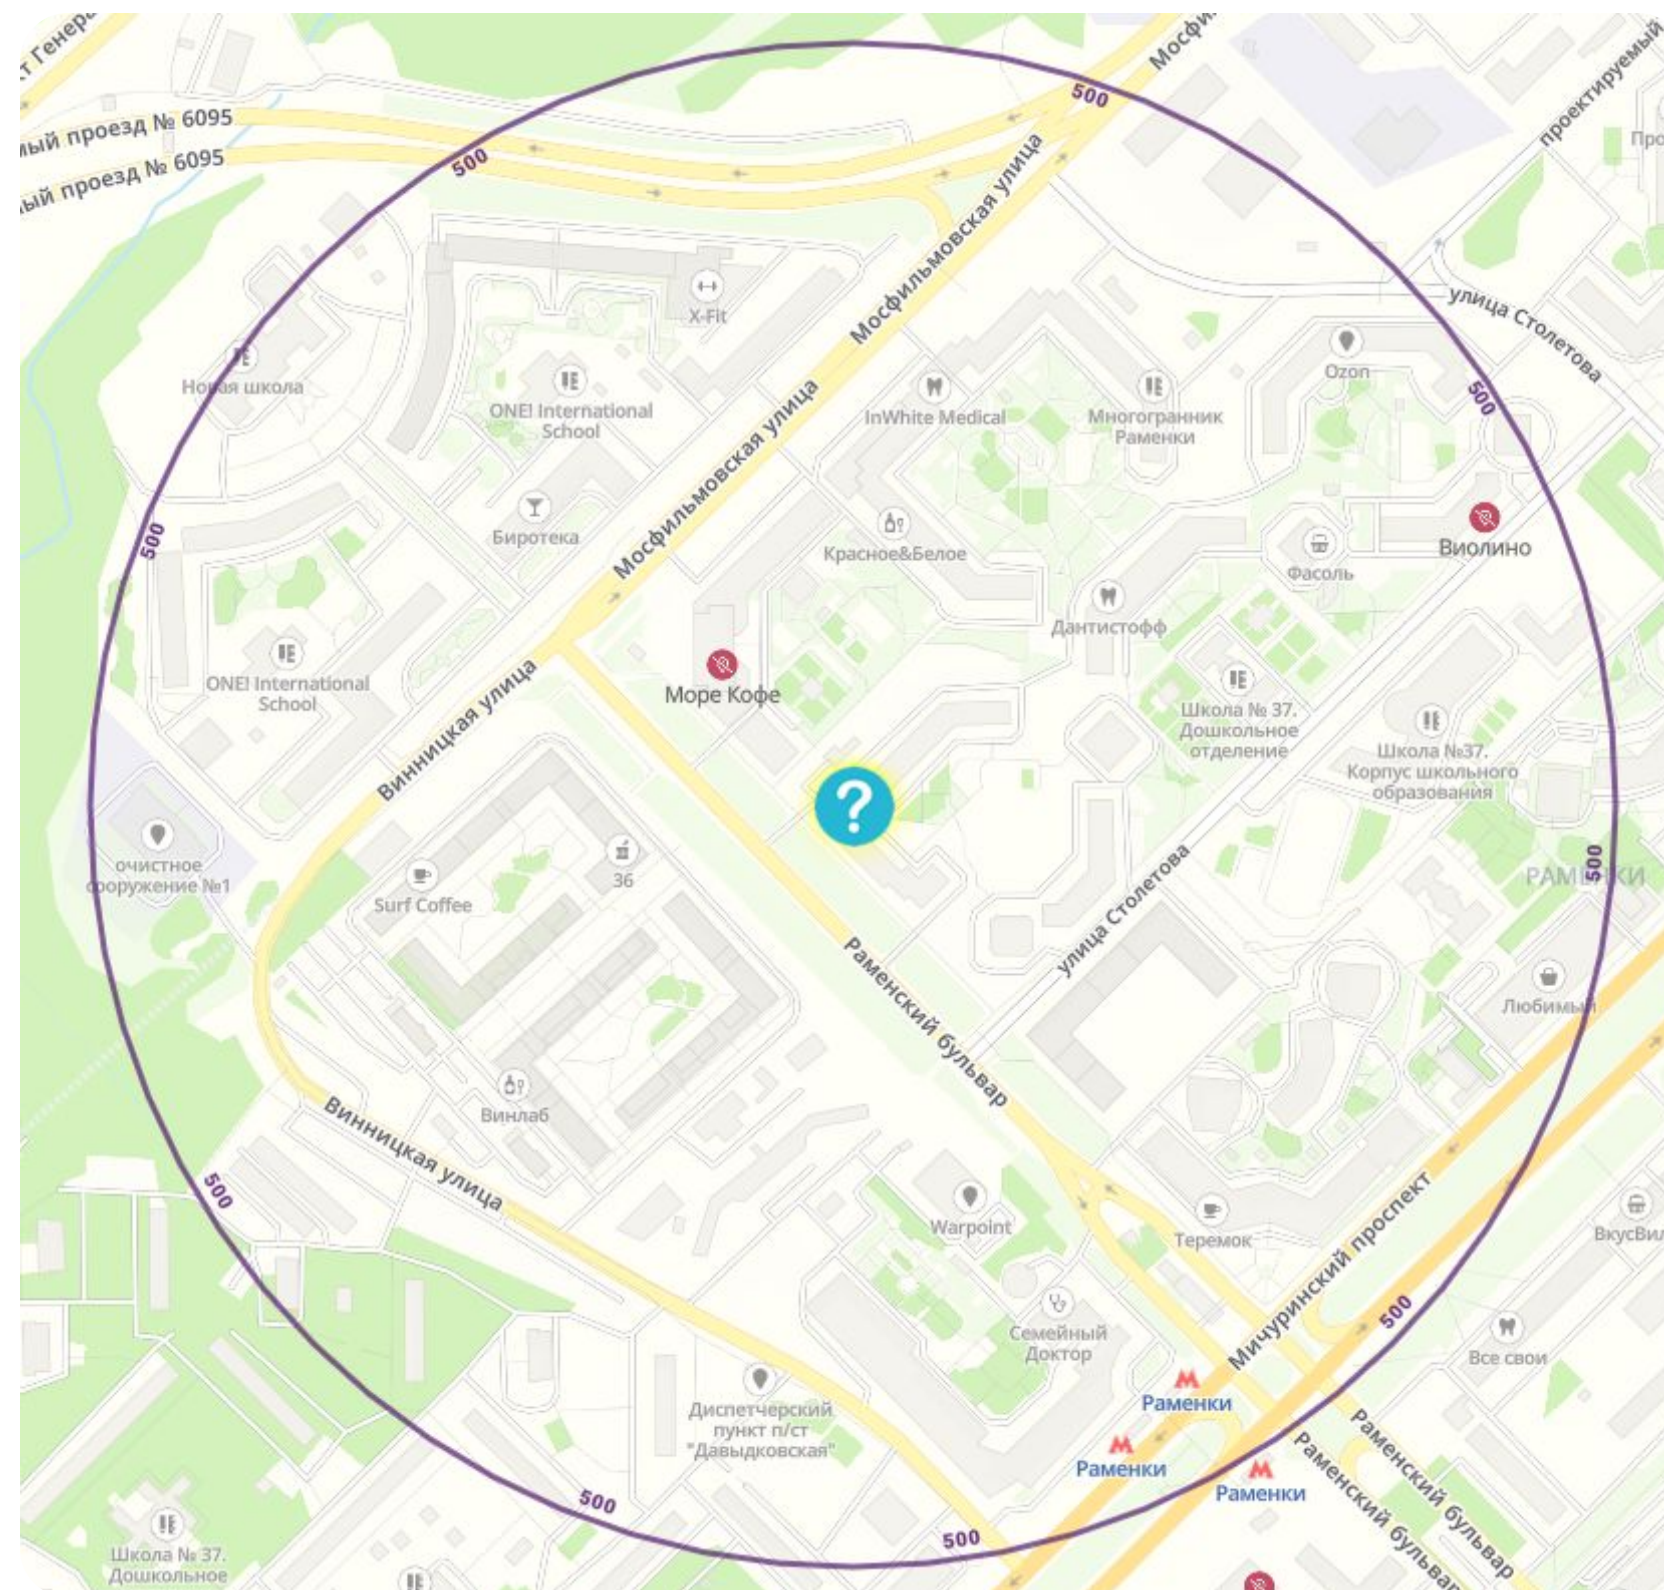 Мосфи
проектируемый
500
ый проезд № 6095
500
ый проезд № 6095
Мосфильмовская улица
улица Столетова
X-Fit
Ozon
Новая школа
ONE! International
School
InWhite Medical
Многогранник
Раменки
500
Мосфильмовская улица
Биротека
Красное&Белое
Виолино
500
Фасоль
Дантистофф
ONE! International
School
Море Кофе
Винницкая улица
Школа № 37.
Дошкольное
отделение
Школа №37.
Корпус школьного
образования
?
очистное
сооружение №1
36
Surf Coffee
500
РАМЕНКИ
улица Столетова
Раменский бульвар
Любимый
Винлаб
Винницкая улица
500
Warpoint
Теремок
ВкусВил
Мичуринский проспект
500
Семейный
Доктор
Все свои
Диспетчерский
пункт п/ст
"Давыдковская"
Раменки
Раменки
Раменки
Раменский бульвар
Раменский бульвар
500
500
Школа № 37.
Дошкольное